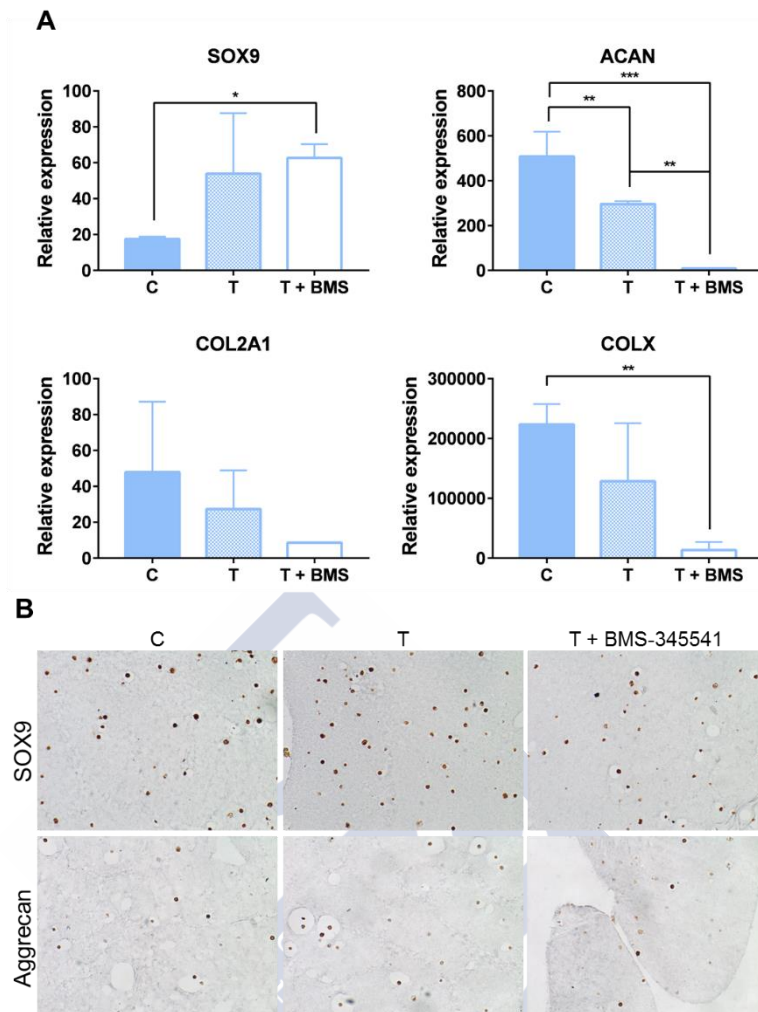 A
SOX9
Relative expression
100
80
60
40
20
0
*
C T T + BMS
ACAN
Relative expression
800
600
400
200
0
***
**
**
C T T + BMS
COL2A1
Relative expression
100
80
60
40
20
0
C T T + BMS
COLX
Relative expression
300000
200000
100000
0
**
C T T + BMS
B
C T T + BMS-345541
SOX9
Aggrecan